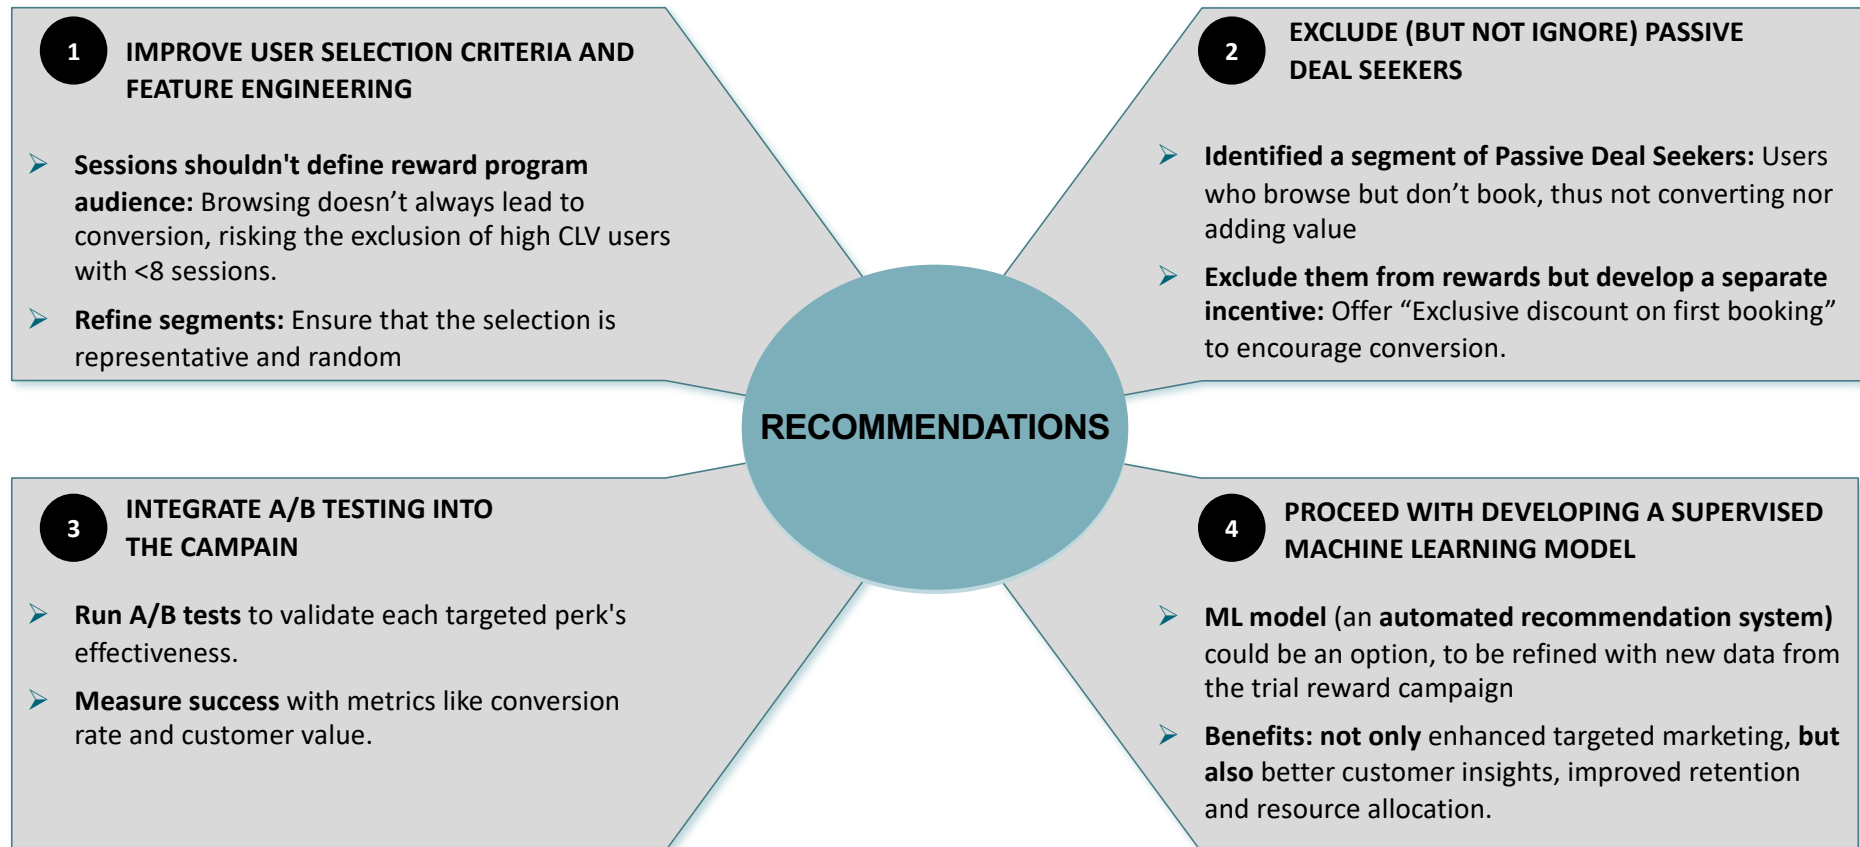 1
IMPROVE USER SELECTION CRITERIA AND
FEATURE ENGINEERING
➢ Sessions shouldn't define reward program
audience: Browsing doesn’t always lead to
conversion, risking the exclusion of high CLV users
with <8 sessions.
➢ Refine segments: Ensure that the selection is
representative and random
2
EXCLUDE (BUT NOT IGNORE) PASSIVE
DEAL SEEKERS
➢ Identified a segment of Passive Deal Seekers: Users
who browse but don’t book, thus not converting nor
adding value
➢ Exclude them from rewards but develop a separate
incentive: Offer “Exclusive discount on first booking”
to encourage conversion.
RECOMMENDATIONS
3
INTEGRATE A/B TESTING INTO
THE CAMPAIN
➢ Run A/B tests to validate each targeted perk's
effectiveness.
➢ Measure success with metrics like conversion
rate and customer value.
4
PROCEED WITH DEVELOPING A SUPERVISED
MACHINE LEARNING MODEL
➢ ML model (an automated recommendation system)
could be an option, to be refined with new data from
the trial reward campaign
➢ Benefits: not only enhanced targeted marketing, but
also better customer insights, improved retention
and resource allocation.